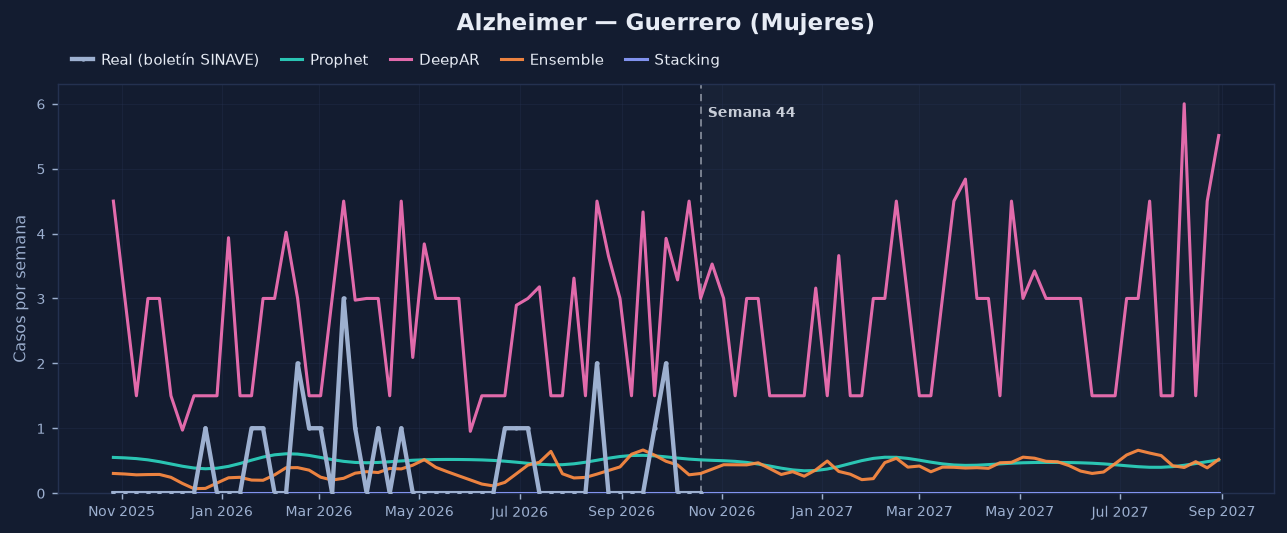 Alzheimer — Guerrero (Mujeres)
Real (boletín SINAVE) Prophet DeepAR Ensemble Stacking
Semana 44
Casos por semana
6
5
4
3
2
1
0
Nov 2025 Jan 2026 Mar 2026 May 2026 Jul 2026 Sep 2026 Nov 2026 Jan 2027 Mar 2027 May 2027 Jul 2027 Sep 2027